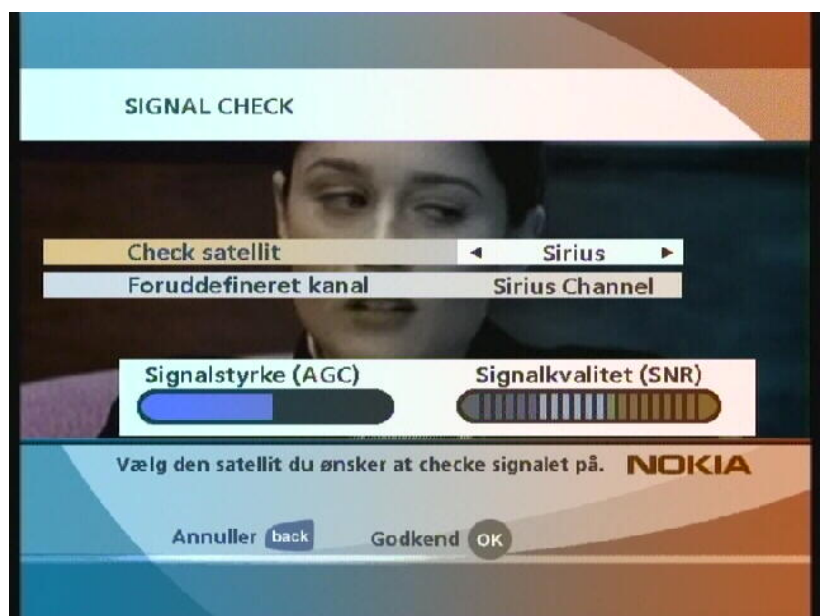 SIGNAL CHECK
Check satellit ◄ Sirius ►
Foruddefineret kanal Sirius Channel
Signalstyrke (AGC) Signalkvalitet (SNR)
Vælg den satellit du ønsker at checke signalet på. NOKIA
Annuller back Godkend OK